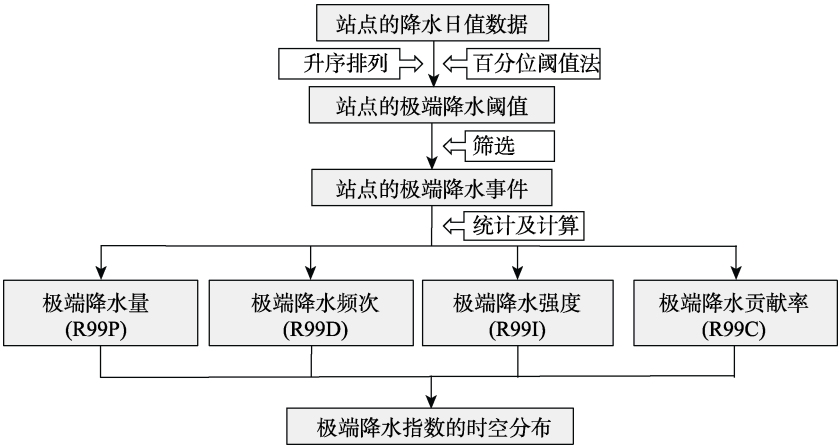 站点的降水日值数据
升序排列
百分位阈值法
站点的极端降水阈值
筛选
站点的极端降水事件
统计及计算
极端降水量
(R99P)
极端降水频次
(R99D)
极端降水强度
(R99I)
极端降水贡献率
(R99C)
极端降水指数的时空分布